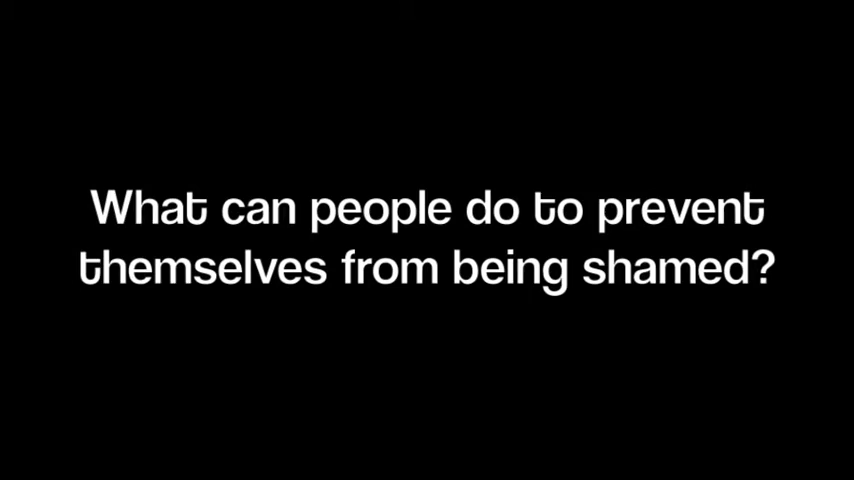 What can people do to prevent
themselves from being shamed?